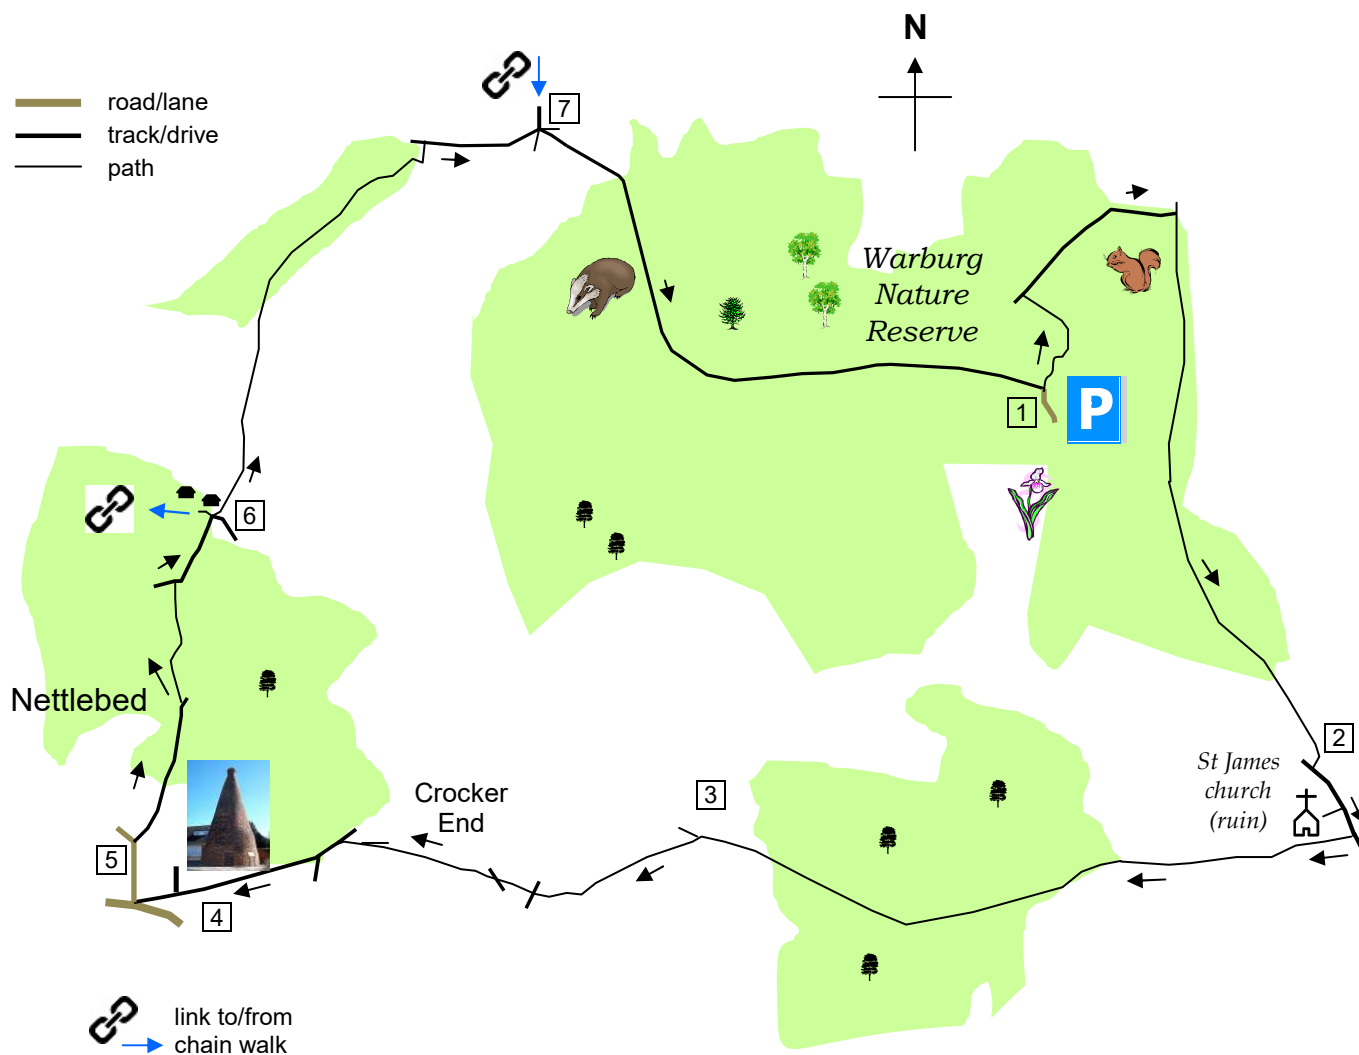 N
road/lane
track/drive
path
7
Warburg
Nature
Reserve
P
1
6
Nettlebed
2
St James
church
(ruin)
3
Crocker
End
5
4
link to/from
chain walk